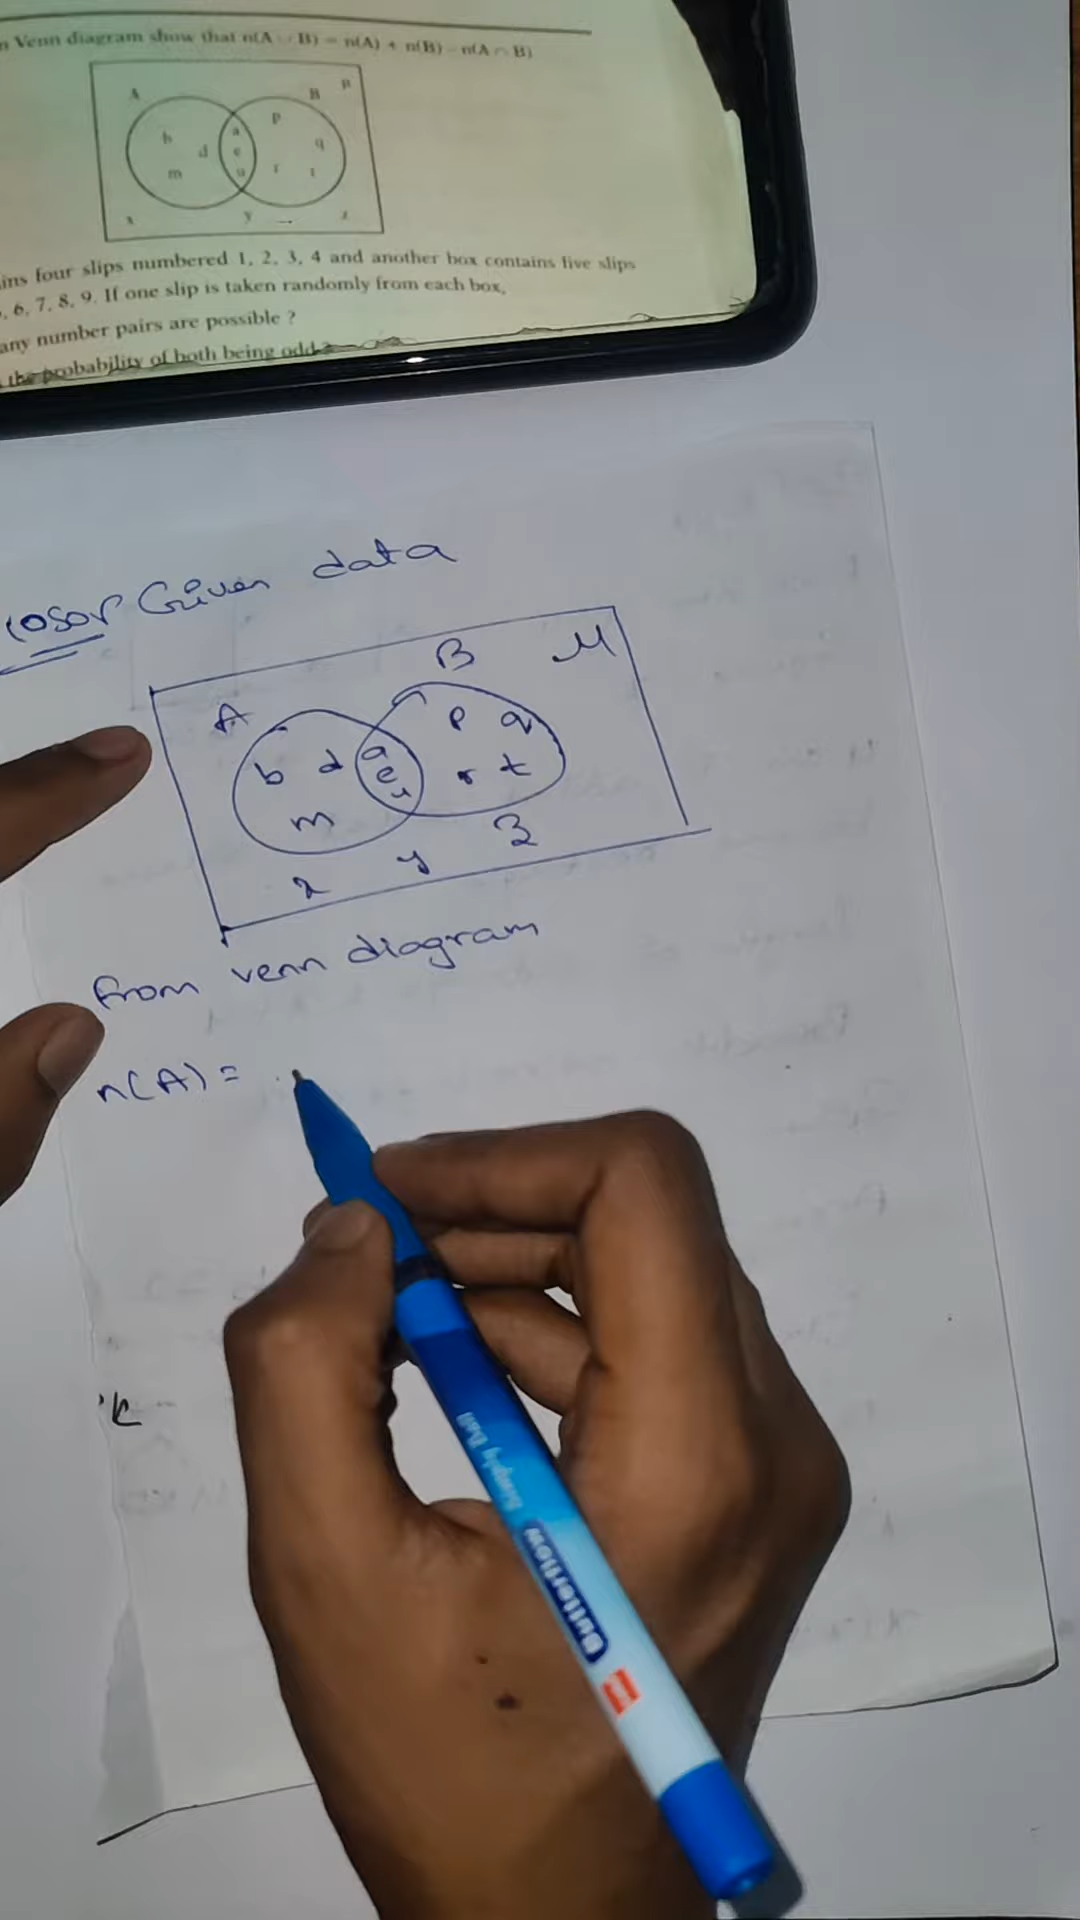 Venn diagram show that n(A ∪ B) = n(A) + n(B) - n(A ∩ B)
A B μ
b d m a e u p q r t
x y z
four slips numbered 1, 2, 3, 4 and another box contains five slips
6, 7, 8, 9. If one slip is taken randomly from each box,
any number pairs are possible ?
the probability of both being odd ?
Given data
A B μ
b d a p q
m e u r t
x y z
from venn diagram
n(A) =
Butterflow